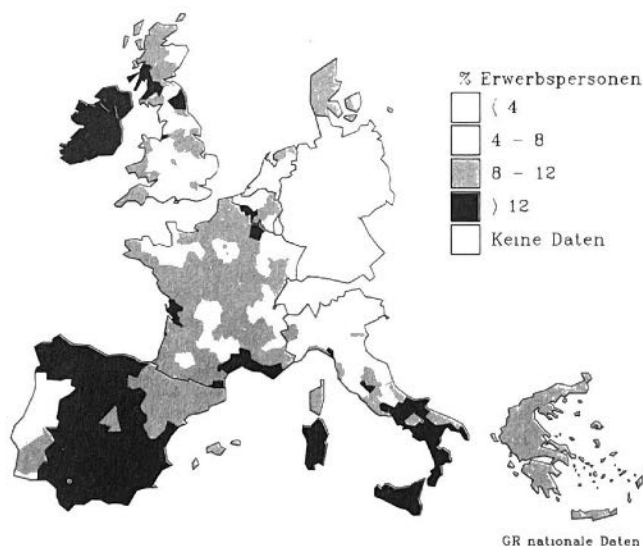 % Erwerbspersonen
⟨ 4
4 - 8
8 - 12
⟩ 12
Keine Daten
GR nationale Daten